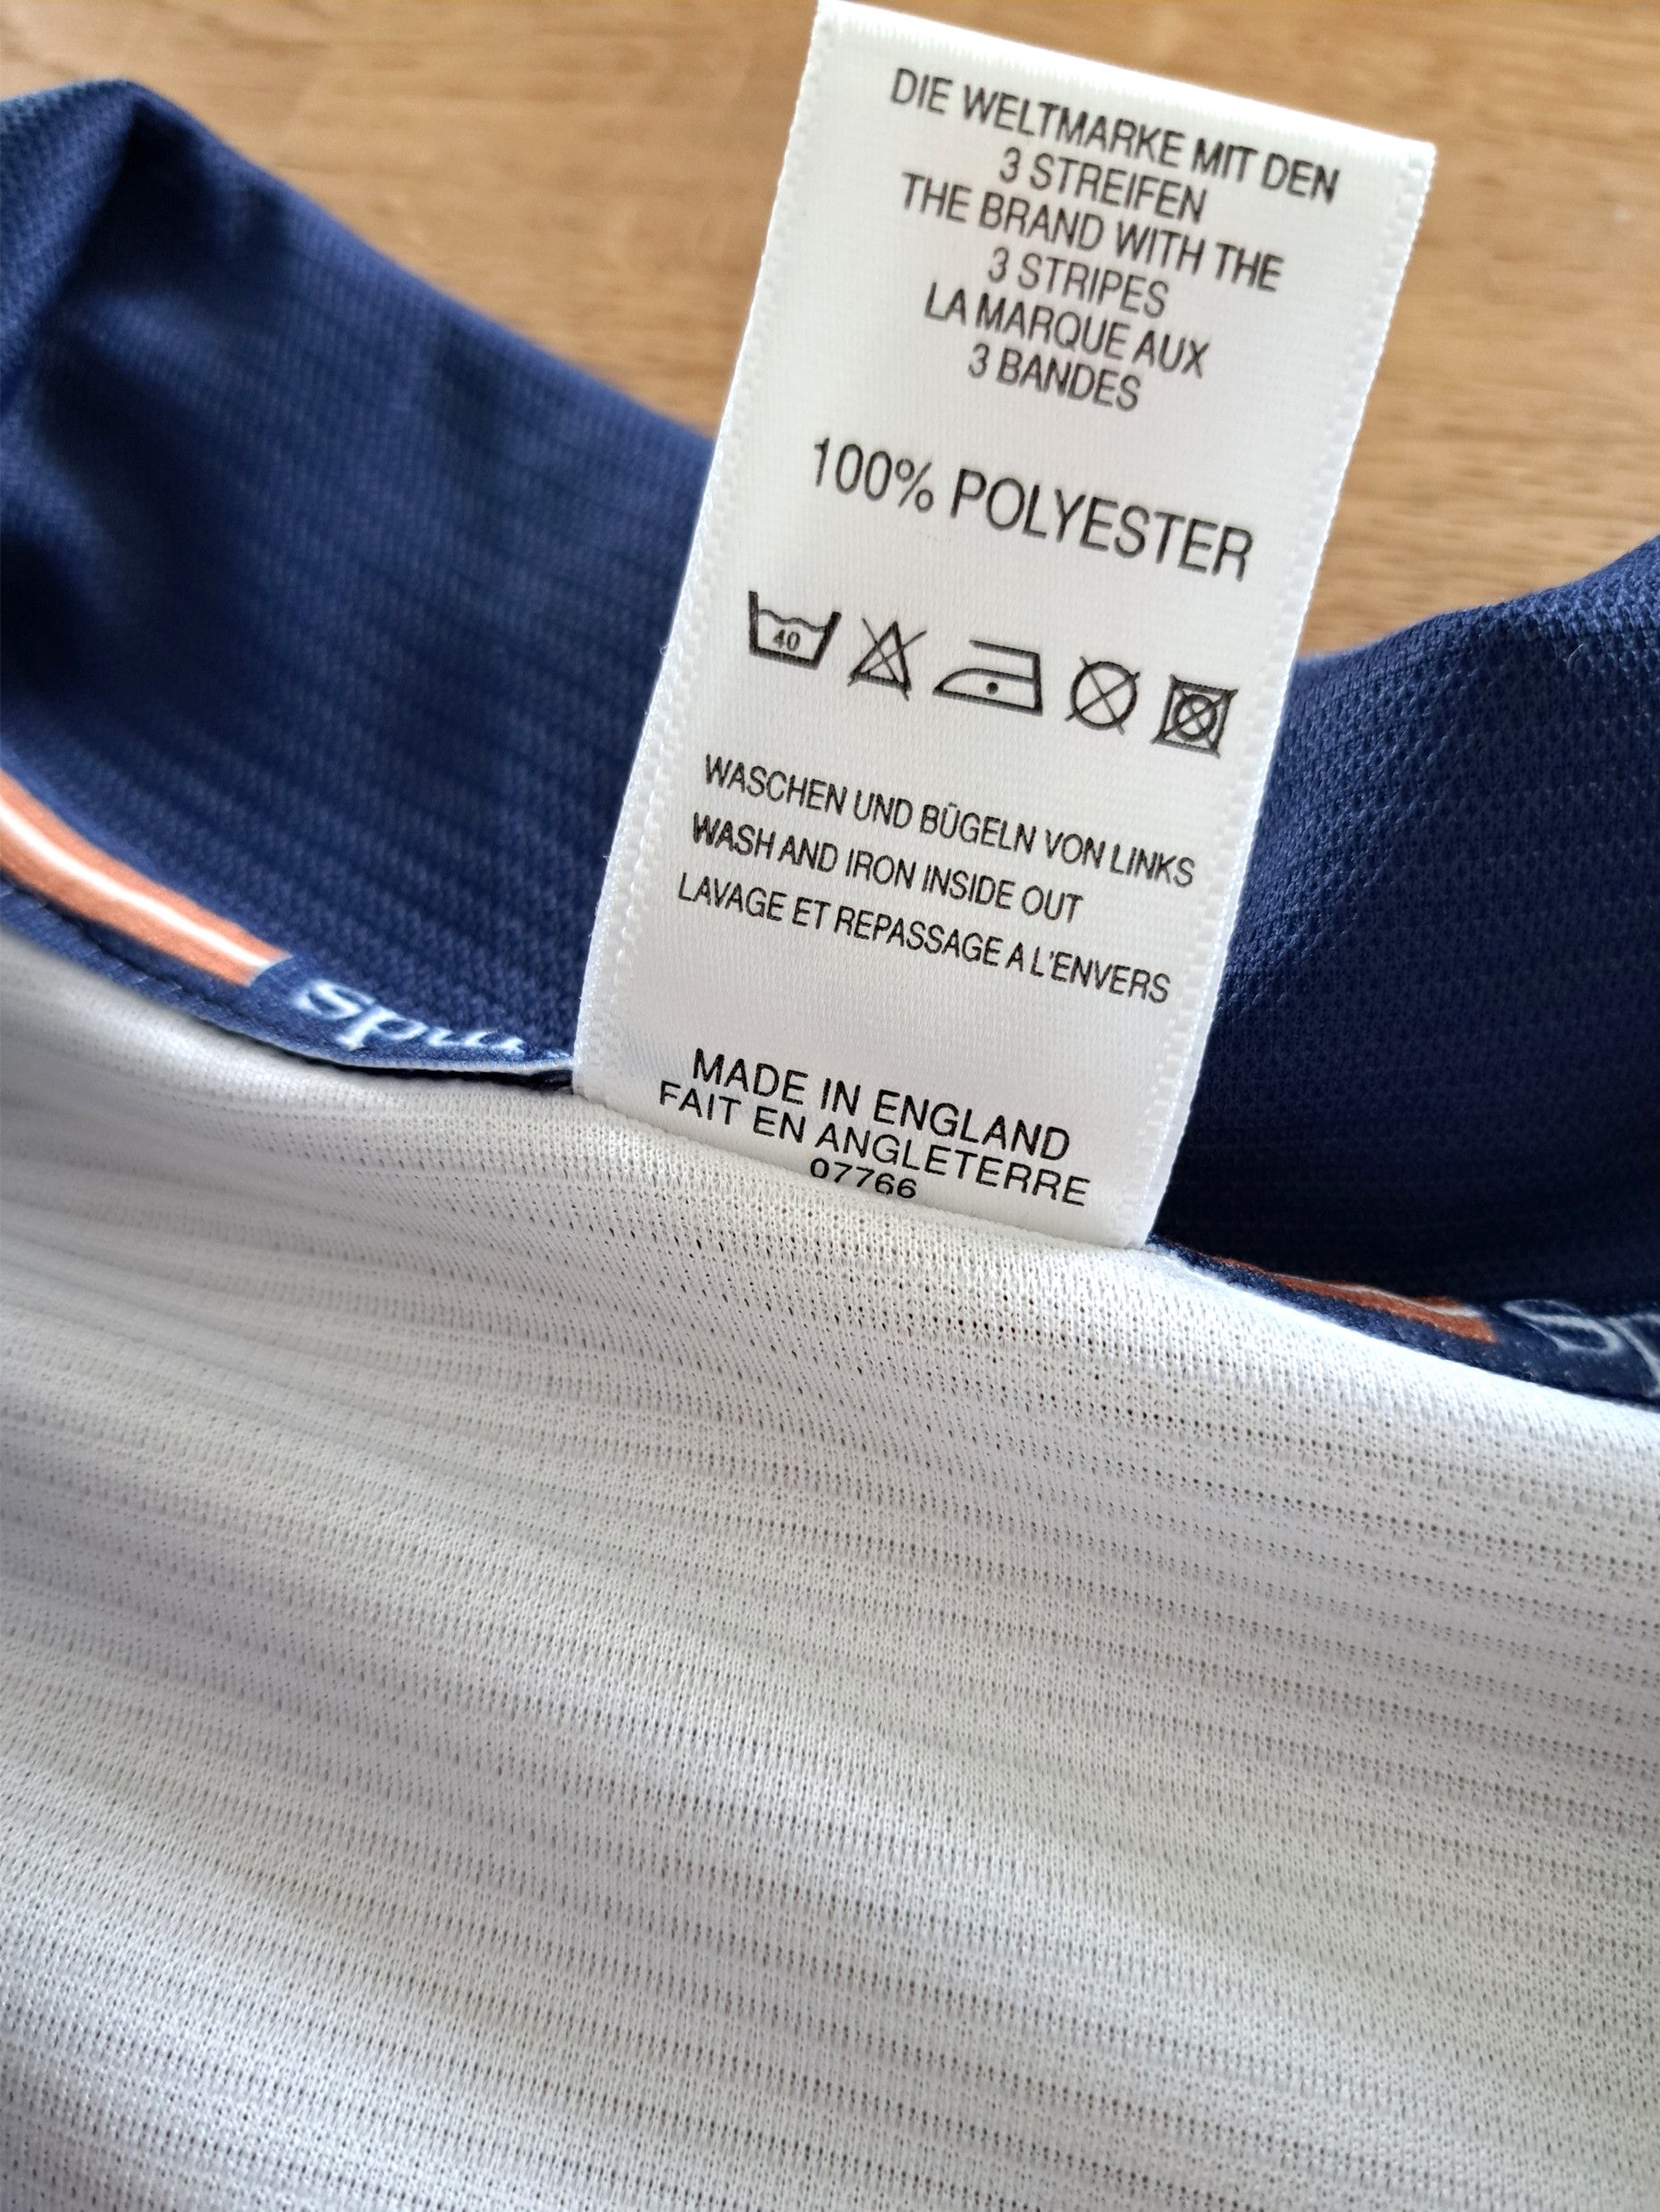 DIE WELTMARKE MIT DEN
3 STREIFEN
THE BRAND WITH THE
3 STRIPES
LA MARQUE AUX
3 BANDES
100% POLYESTER
40
WASCHEN UND BÜGELN VON LINKS
WASH AND IRON INSIDE OUT
LAVAGE ET REPASSAGE A L'ENVERS
MADE IN ENGLAND
FAIT EN ANGLETERRE
07766